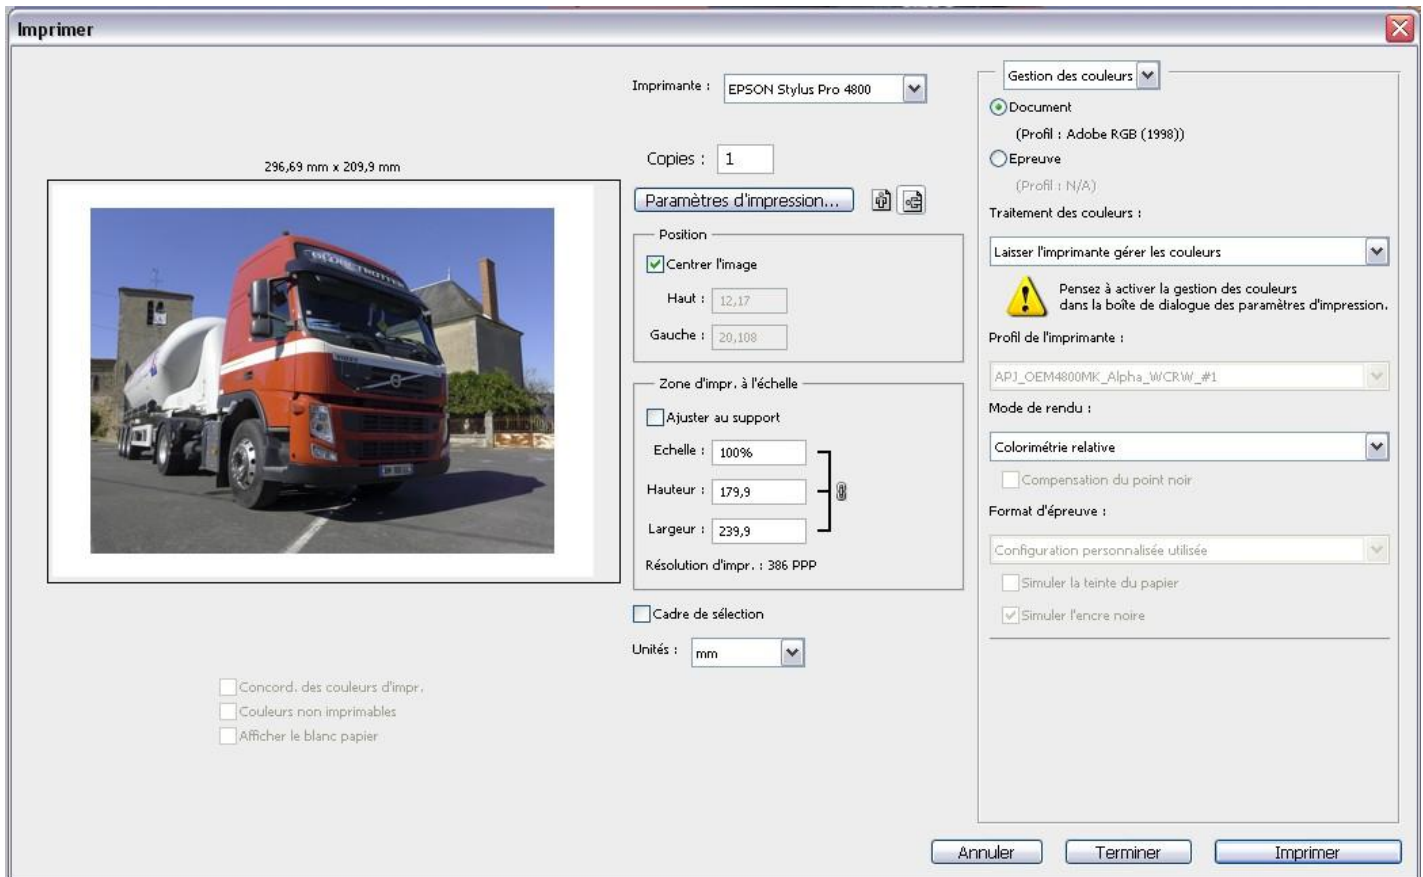 Imprimer
Imprimante : EPSON Stylus Pro 4800
Copies : 1
Paramètres d'impression...
296,69 mm x 209,9 mm
GLOBETROTTER
Position
Centrer l'image
Haut : 12,17
Gauche : 20,108
Zone d'impr. à l'échelle
Ajuster au support
Echelle : 100%
Hauteur : 179,9
Largeur : 239,9
Résolution d'impr. : 386 PPP
Cadre de sélection
Unités : mm
Concord. des couleurs d'impr.
Couleurs non imprimables
Afficher le blanc papier
Gestion des couleurs
Document
(Profil : Adobe RGB (1998))
Epreuve
(Profil : N/A)
Traitement des couleurs :
Laisser l'imprimante gérer les couleurs
Pensez à activer la gestion des couleurs
dans la boîte de dialogue des paramètres d'impression.
Profil de l'imprimante :
APJ_OEM4800MK_Alpha_WCRW_#1
Mode de rendu :
Colorimétrie relative
Compensation du point noir
Format d'épreuve :
Configuration personnalisée utilisée
Simuler la teinte du papier
Simuler l'encre noire
Annuler
Terminer
Imprimer